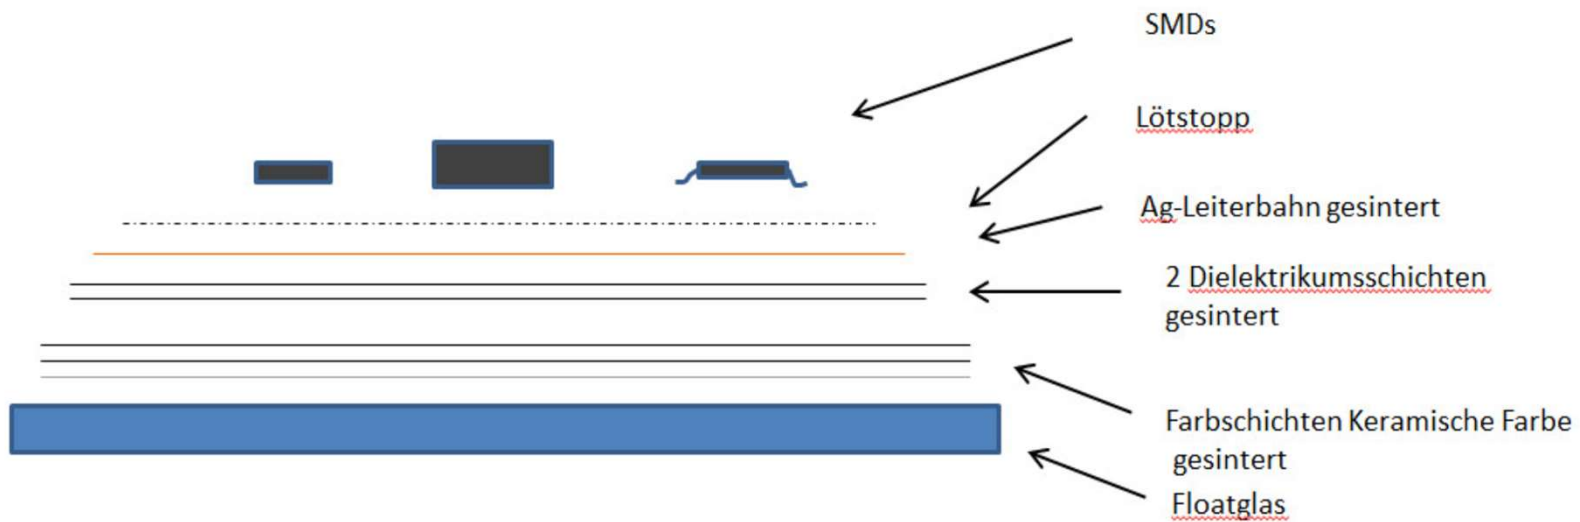 SMDs
Lötstopp
Ag-Leiterbahn gesintert
2 Dielektrikumsschichten
gesintert
Farbschichten Keramische Farbe
gesintert
Floatglas